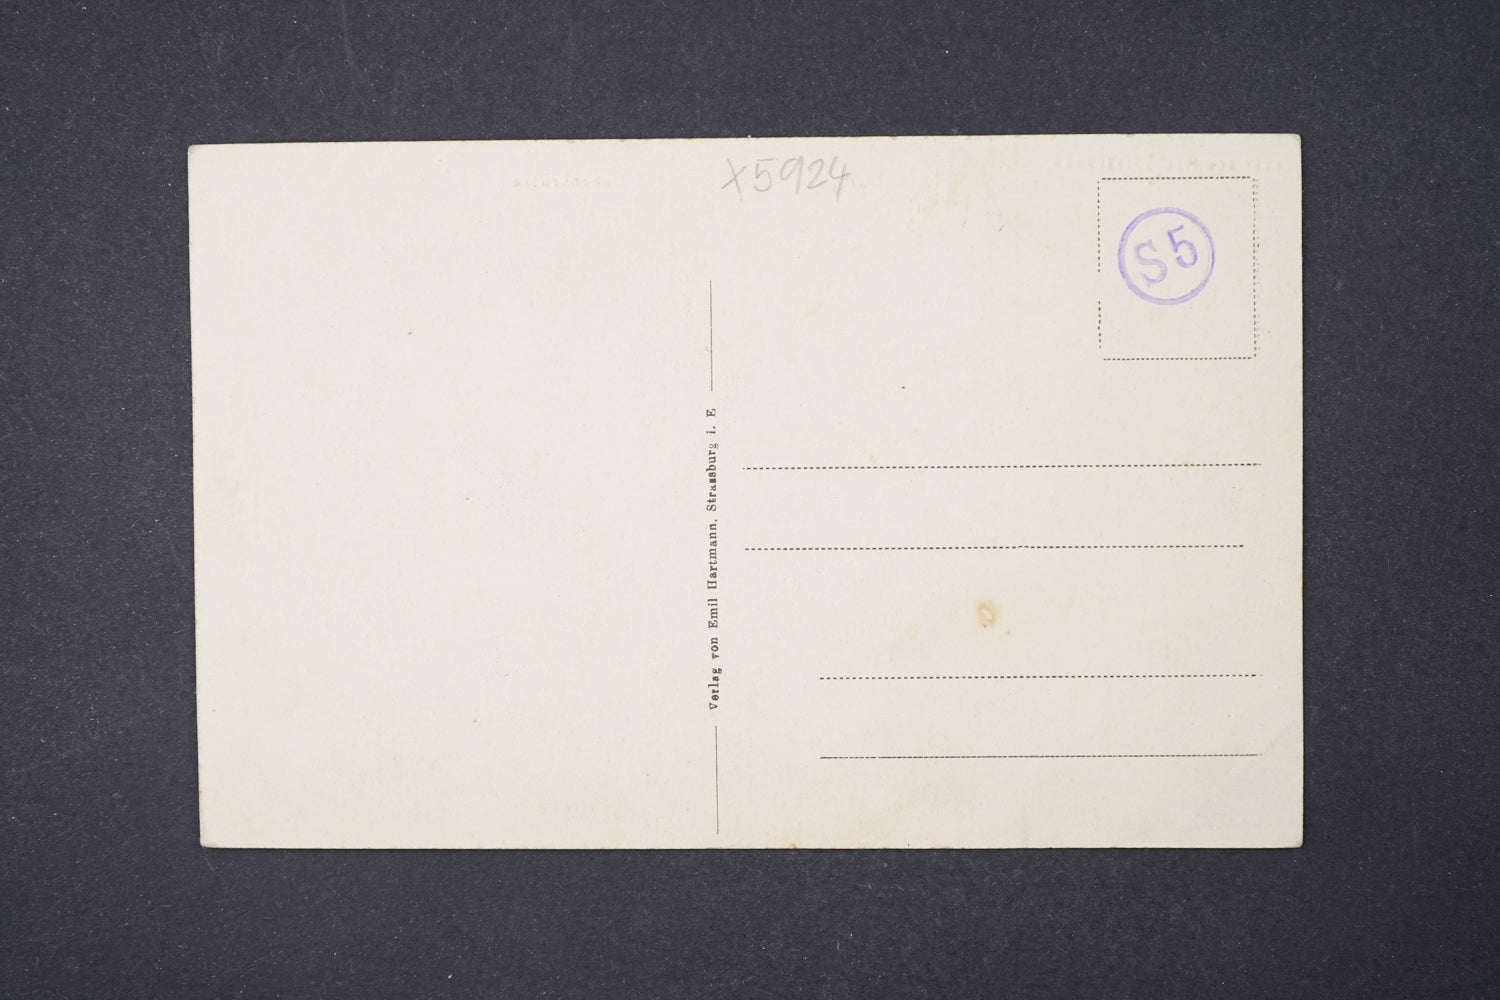 X5924
S5
Verlag von Emil Hartmann. Strassburg i. E